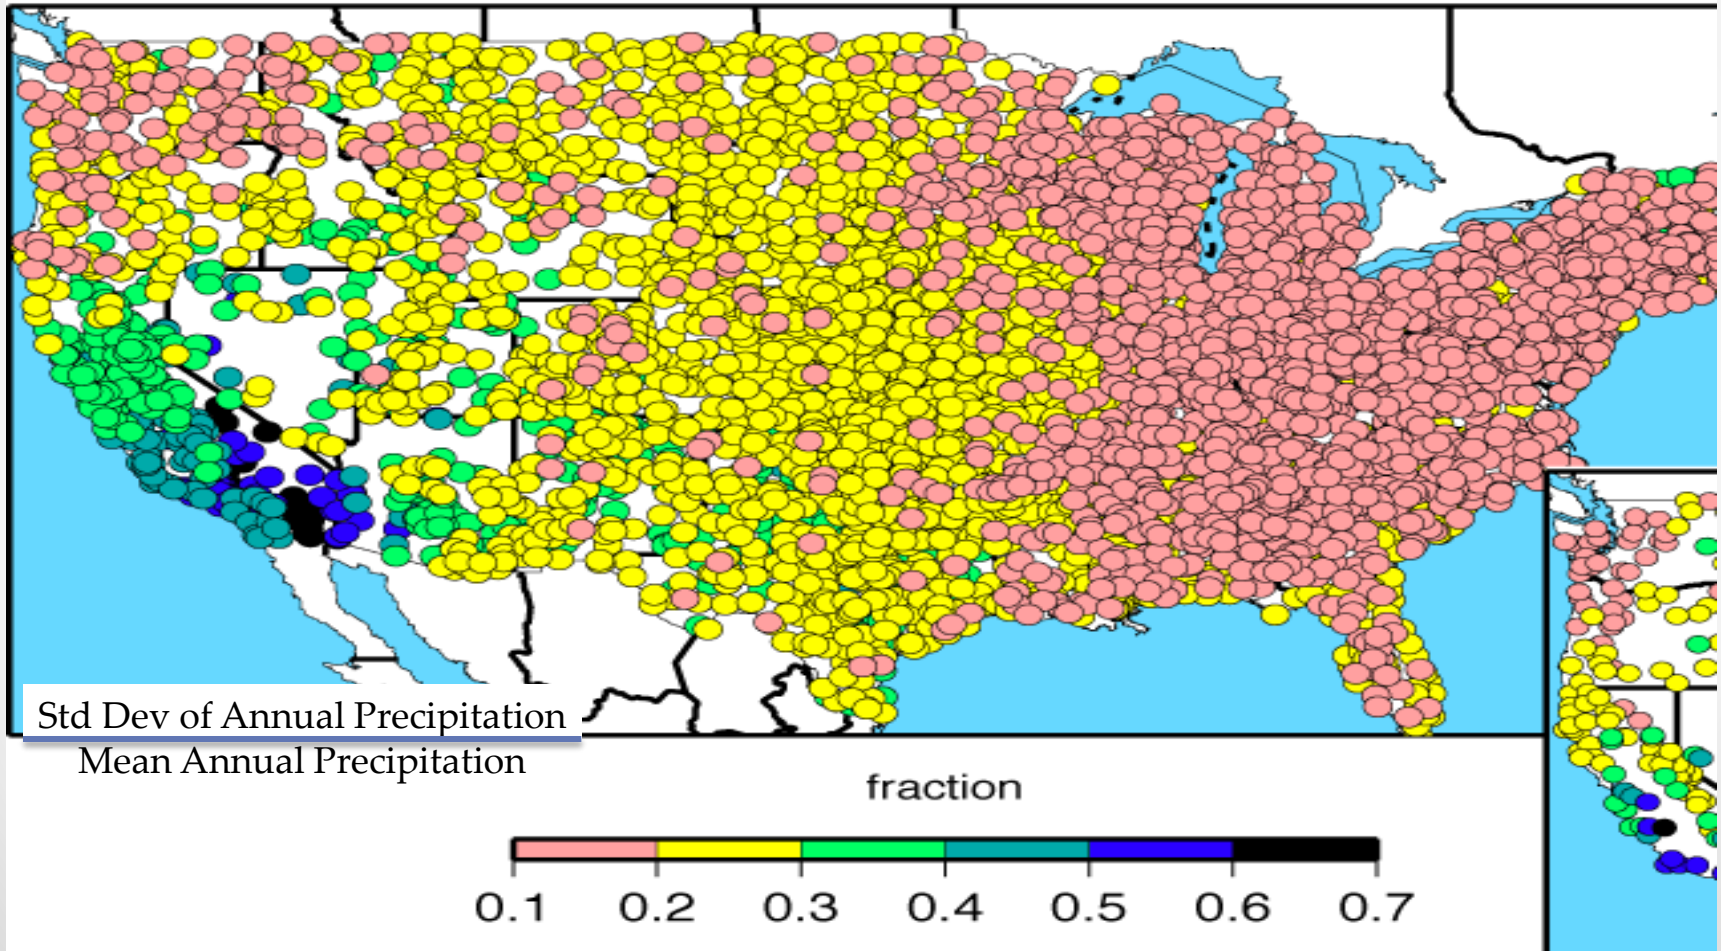 Std Dev of Annual Precipitation
Mean Annual Precipitation
fraction
0.1 0.2 0.3 0.4 0.5 0.6 0.7